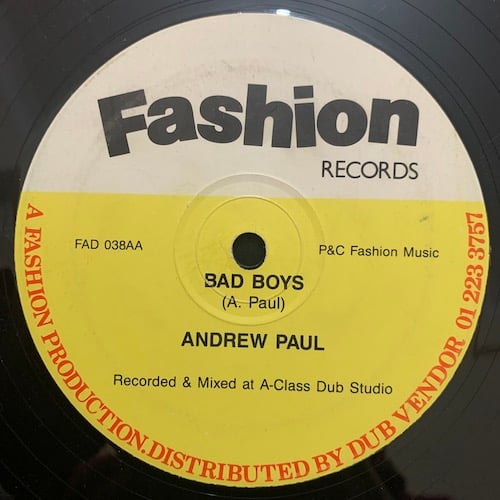 Fashion
RECORDS
FAD 038AA
P&C Fashion Music
BAD BOYS
(A. Paul)
ANDREW PAUL
Recorded & Mixed at A-Class Dub Studio
A FASHION PRODUCTION.DISTRIBUTED BY DUB VENDOR 01 223 3757